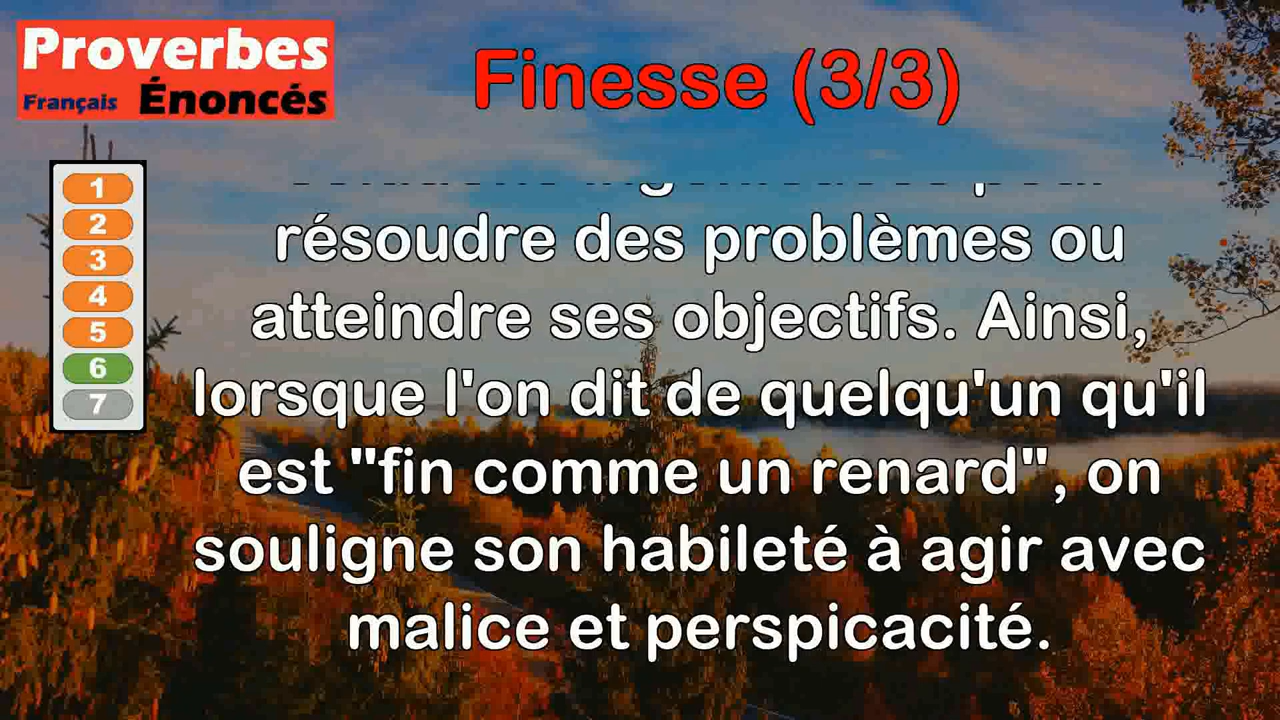 Proverbes
Français Énoncés
Finesse (3/3)
1
2
3
4
5
6
7
résoudre des problèmes ou
atteindre ses objectifs. Ainsi,
lorsque l'on dit de quelqu'un qu'il
est "fin comme un renard", on
souligne son habileté à agir avec
malice et perspicacité.